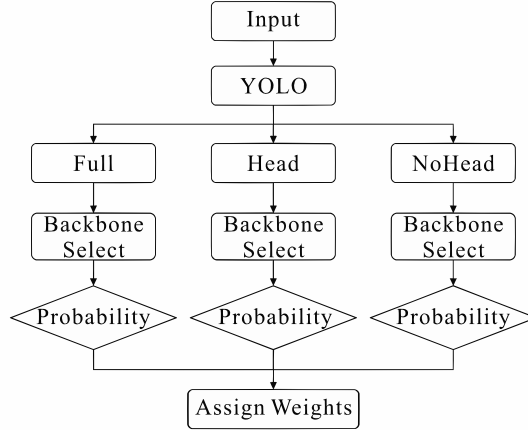 Input
YOLO
Full
Head
NoHead
Backbone
Select
Backbone
Select
Backbone
Select
Probability
Probability
Probability
Assign Weights